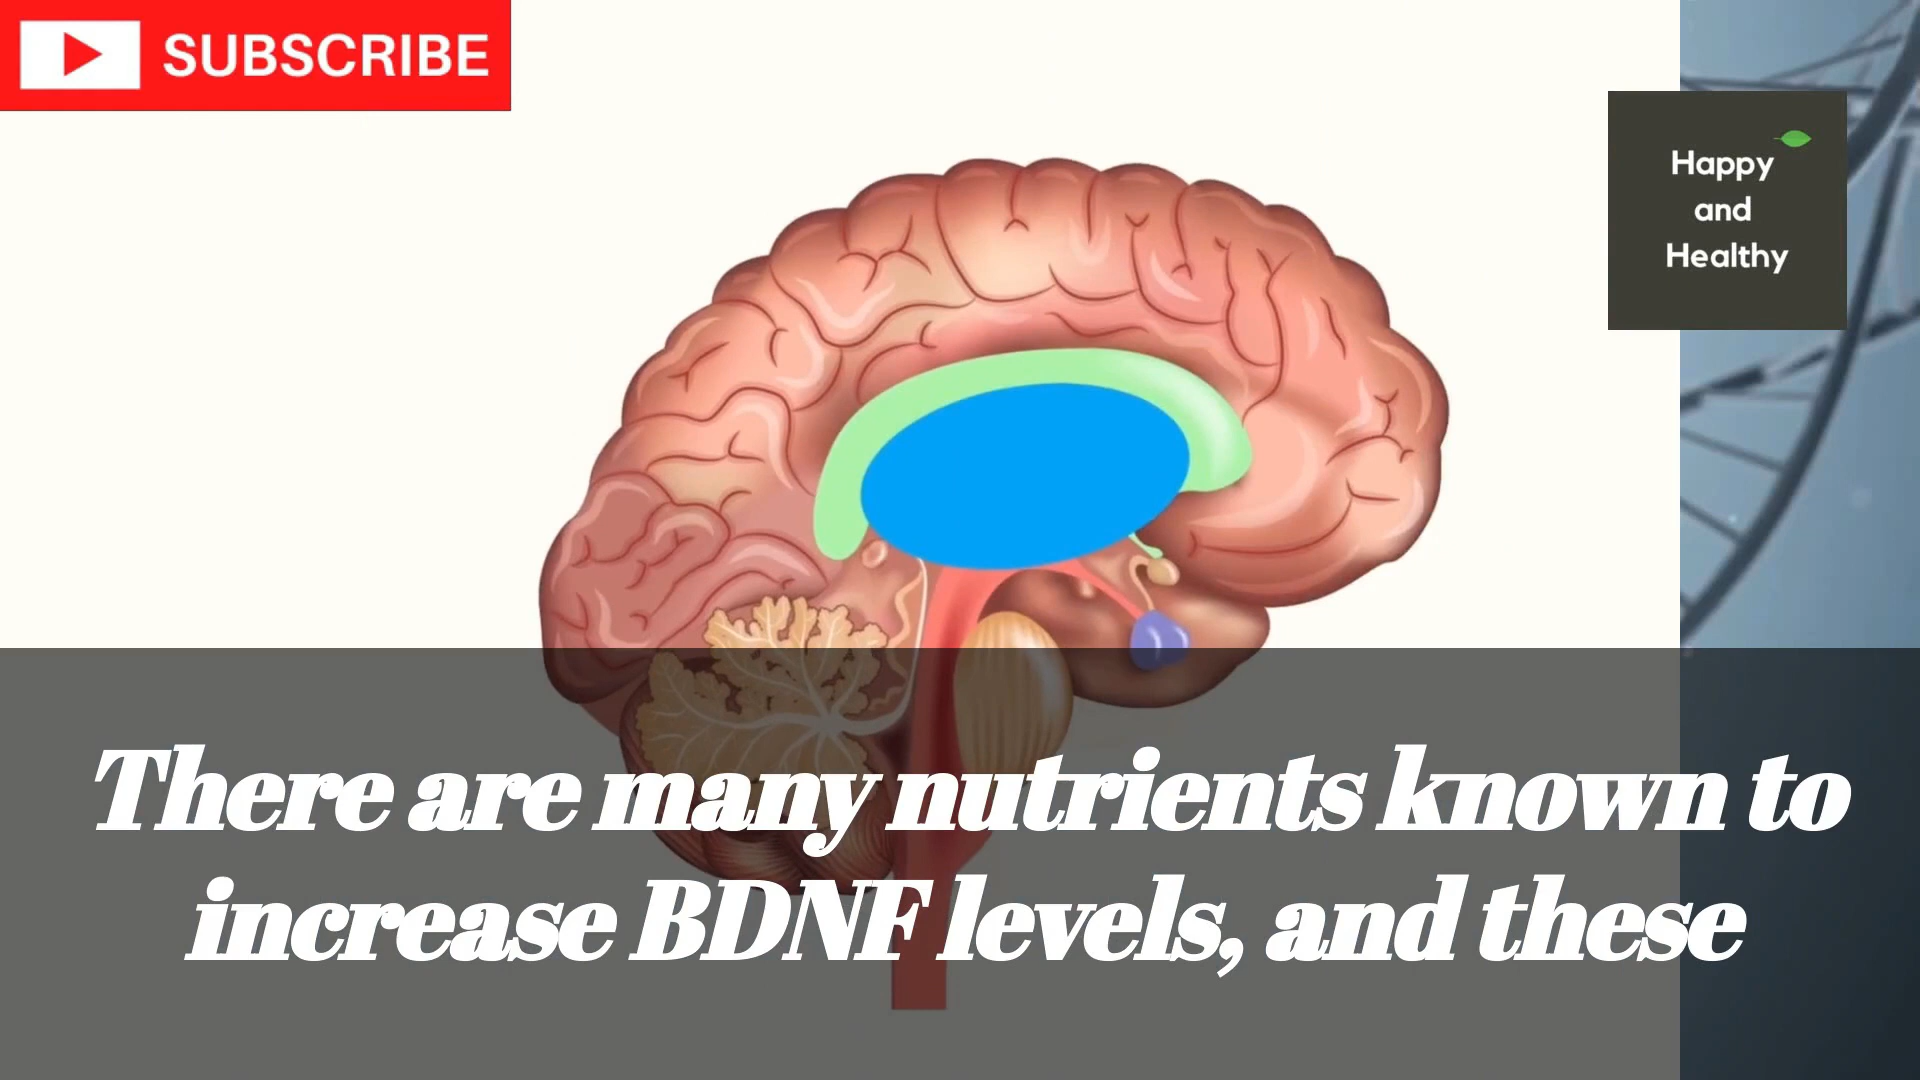 SUBSCRIBE
Happy
and
Healthy
There are many nutrients known to
increase BDNF levels, and these